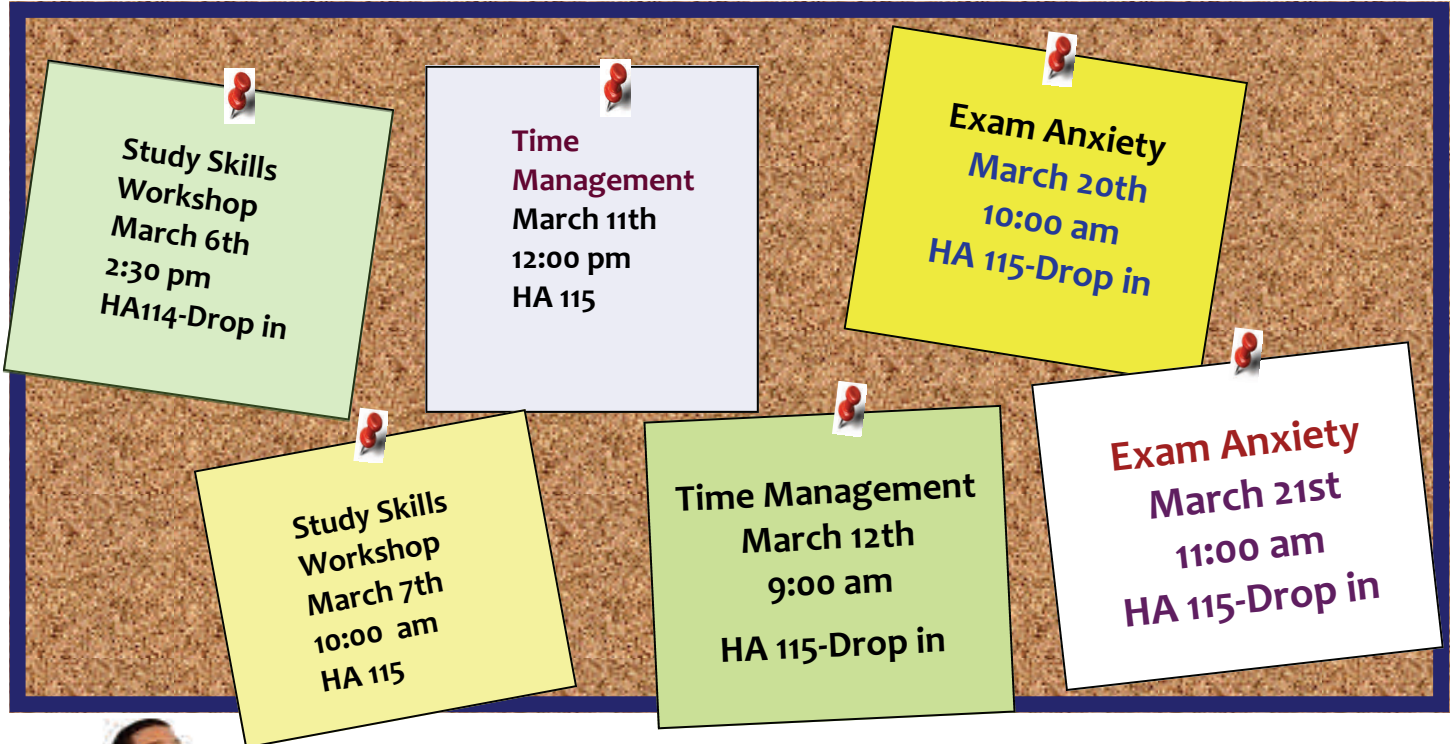 Study Skills
Workshop
March 6th
2:30 pm
HA114-Drop in
Time
Management
March 11th
12:00 pm
HA 115
Exam Anxiety
March 20th
10:00 am
HA 115-Drop in
Study Skills
Workshop
March 7th
10:00 am
HA 115
Time Management
March 12th
9:00 am
HA 115-Drop in
Exam Anxiety
March 21st
11:00 am
HA 115-Drop in